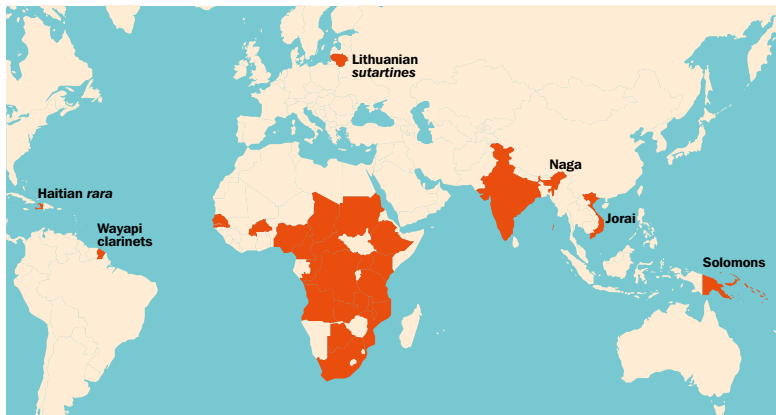 Lithuanian
sutartines
Naga
Haitian rara
Jorai
Wayapi
clarinets
Solomons